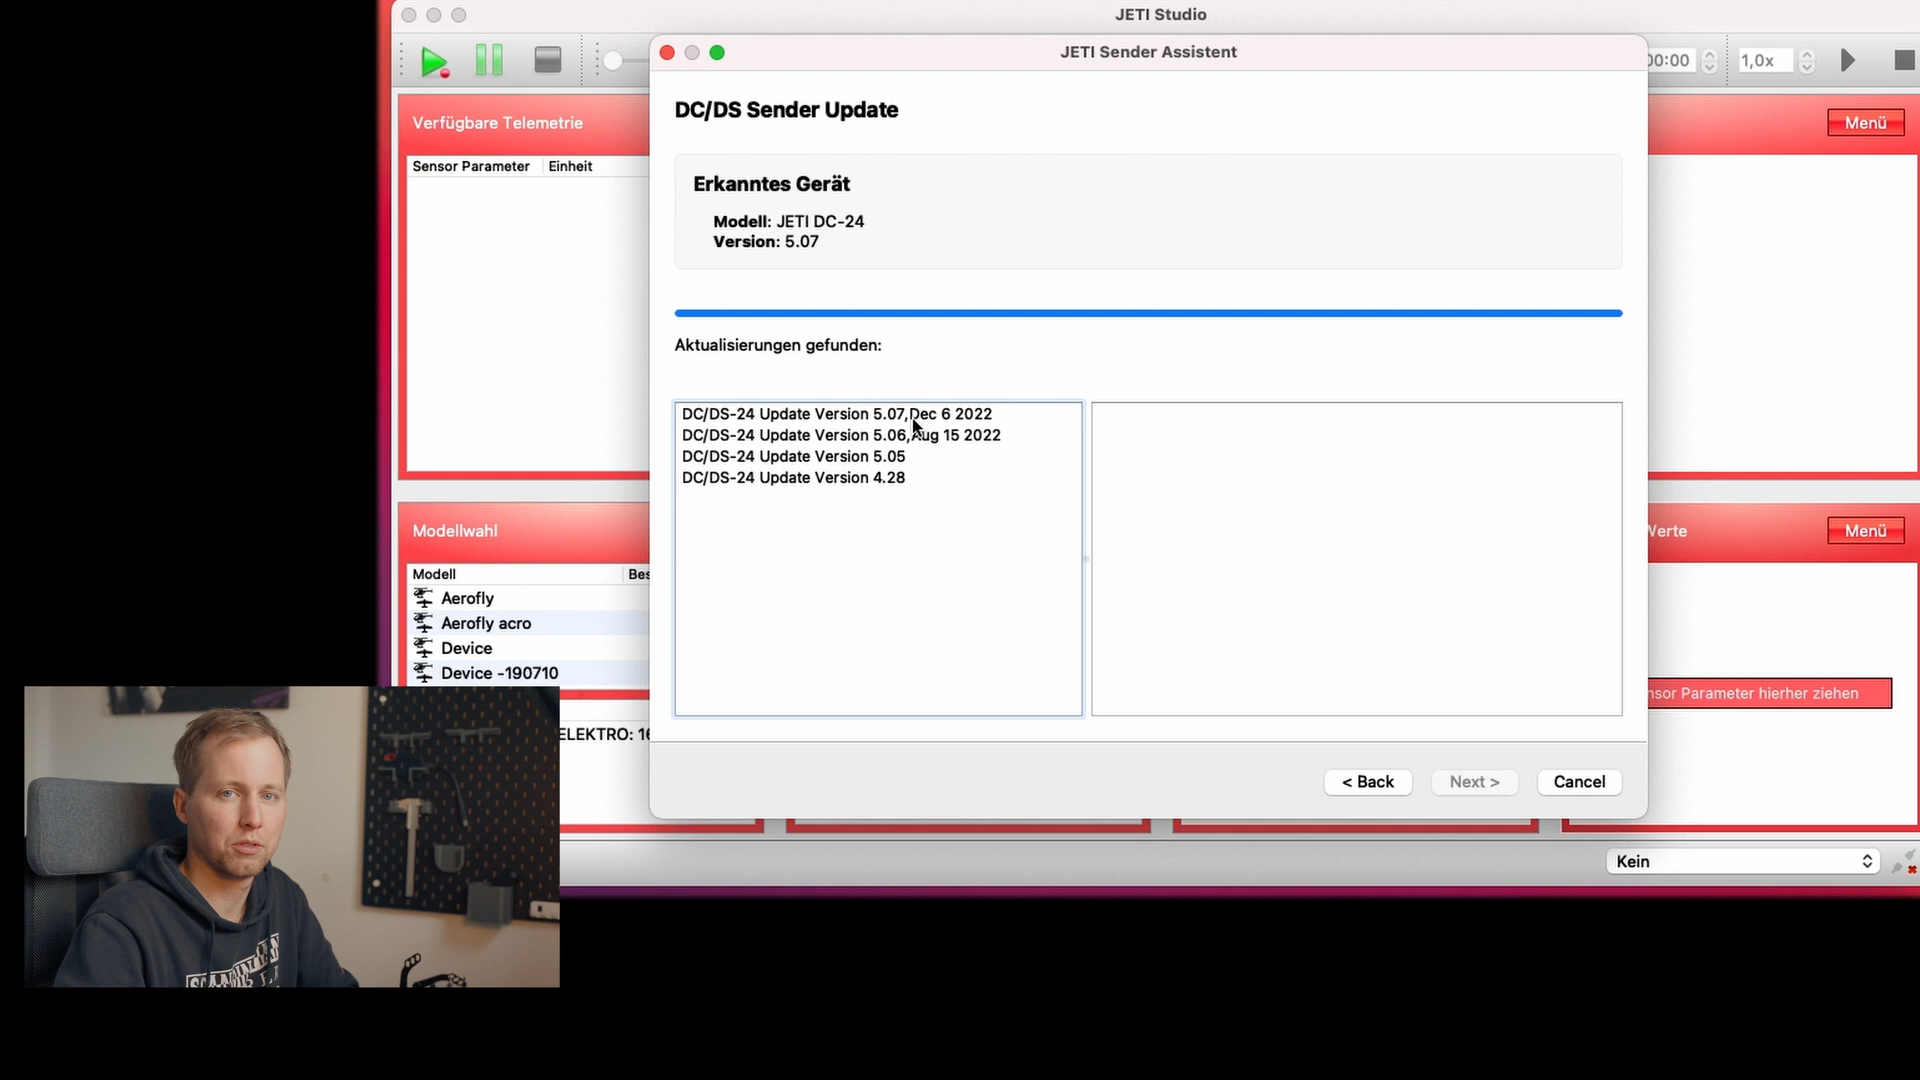 JETI Studio
JETI Sender Assistent
00:00
1,0x
DC/DS Sender Update
Verfügbare Telemetrie
Menü
Sensor Parameter
Einheit
Erkanntes Gerät
Modell: JETI DC-24
Version: 5.07
Aktualisierungen gefunden:
DC/DS-24 Update Version 5.07,Dec 6 2022
DC/DS-24 Update Version 5.06,Aug 15 2022
DC/DS-24 Update Version 5.05
DC/DS-24 Update Version 4.28
Modellwahl
Werte
Menü
Modell
Bes
Aerofly
Aerofly acro
Device
Device -190710
nsor Parameter hierher ziehen
ELEKTRO: 16
< Back
Next >
Cancel
Kein